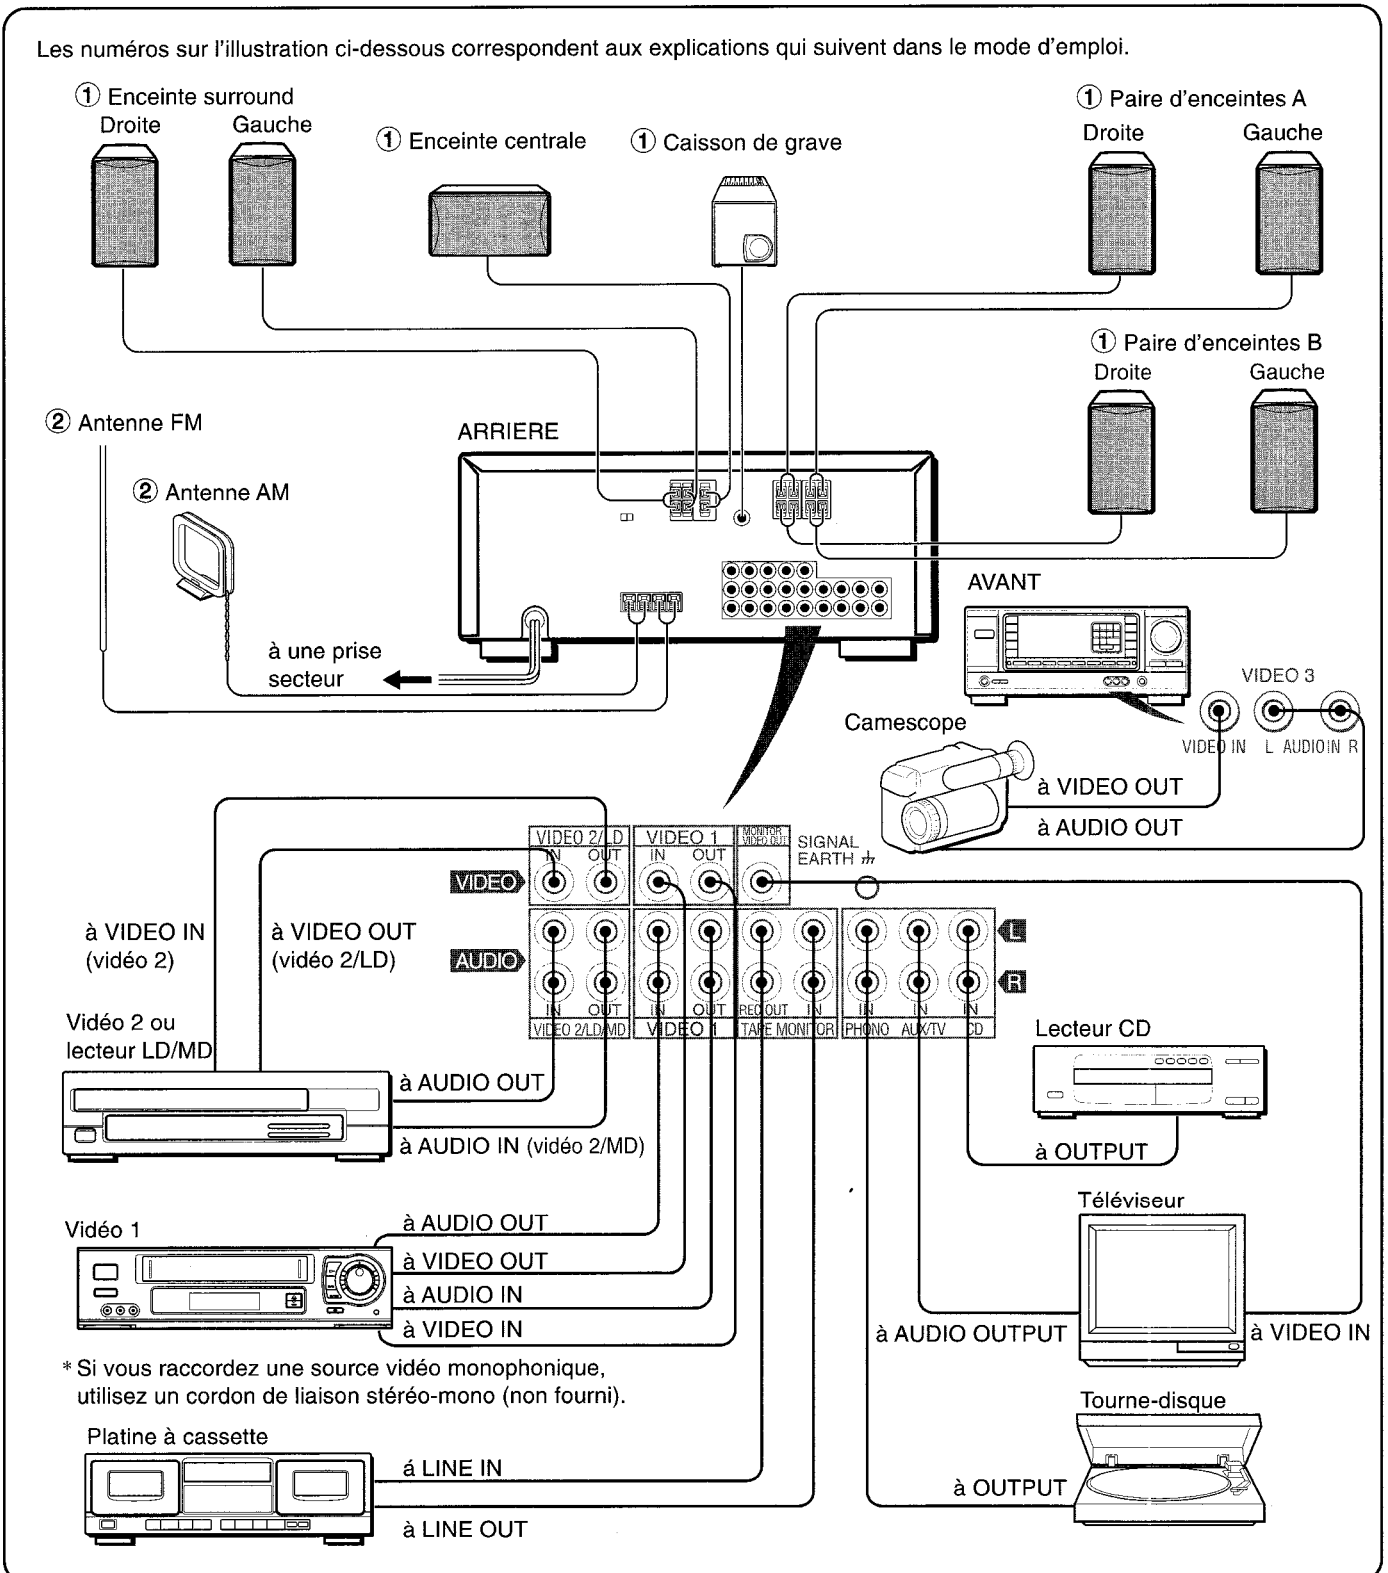 Les numéros sur l'illustration ci-dessous correspondent aux explications qui suivent dans le mode d'emploi.
① Enceinte surround
Droite Gauche
① Enceinte centrale
① Caisson de grave
① Paire d'enceintes A
Droite Gauche
① Paire d'enceintes B
Droite Gauche
② Antenne FM
② Antenne AM
ARRIERE
à une prise
secteur
AVANT
VIDEO 3
VIDEO IN L AUDIO IN R
Camescope
à VIDEO OUT
à AUDIO OUT
VIDEO 2/LD VIDEO 1 MONITOR
VIDEO OUT
IN OUT IN OUT
SIGNAL
EARTH
VIDEO
à VIDEO IN
(vidéo 2)
à VIDEO OUT
(vidéo 2/LD)
AUDIO
L
R
IN OUT IN OUT REC OUT IN IN IN IN
VIDEO 2/LD/MD VIDEO 1 TAPE MONITOR PHONO AUX/TV CD
Vidéo 2 ou
lecteur LD/MD
à AUDIO OUT
à AUDIO IN (vidéo 2/MD)
Lecteur CD
à OUTPUT
Vidéo 1
à AUDIO OUT
à VIDEO OUT
à AUDIO IN
à VIDEO IN
Téléviseur
à AUDIO OUTPUT
à VIDEO IN
* Si vous raccordez une source vidéo monophonique,
utilisez un cordon de liaison stéréo-mono (non fourni).
Platine à cassette
á LINE IN
à LINE OUT
Tourne-disque
à OUTPUT